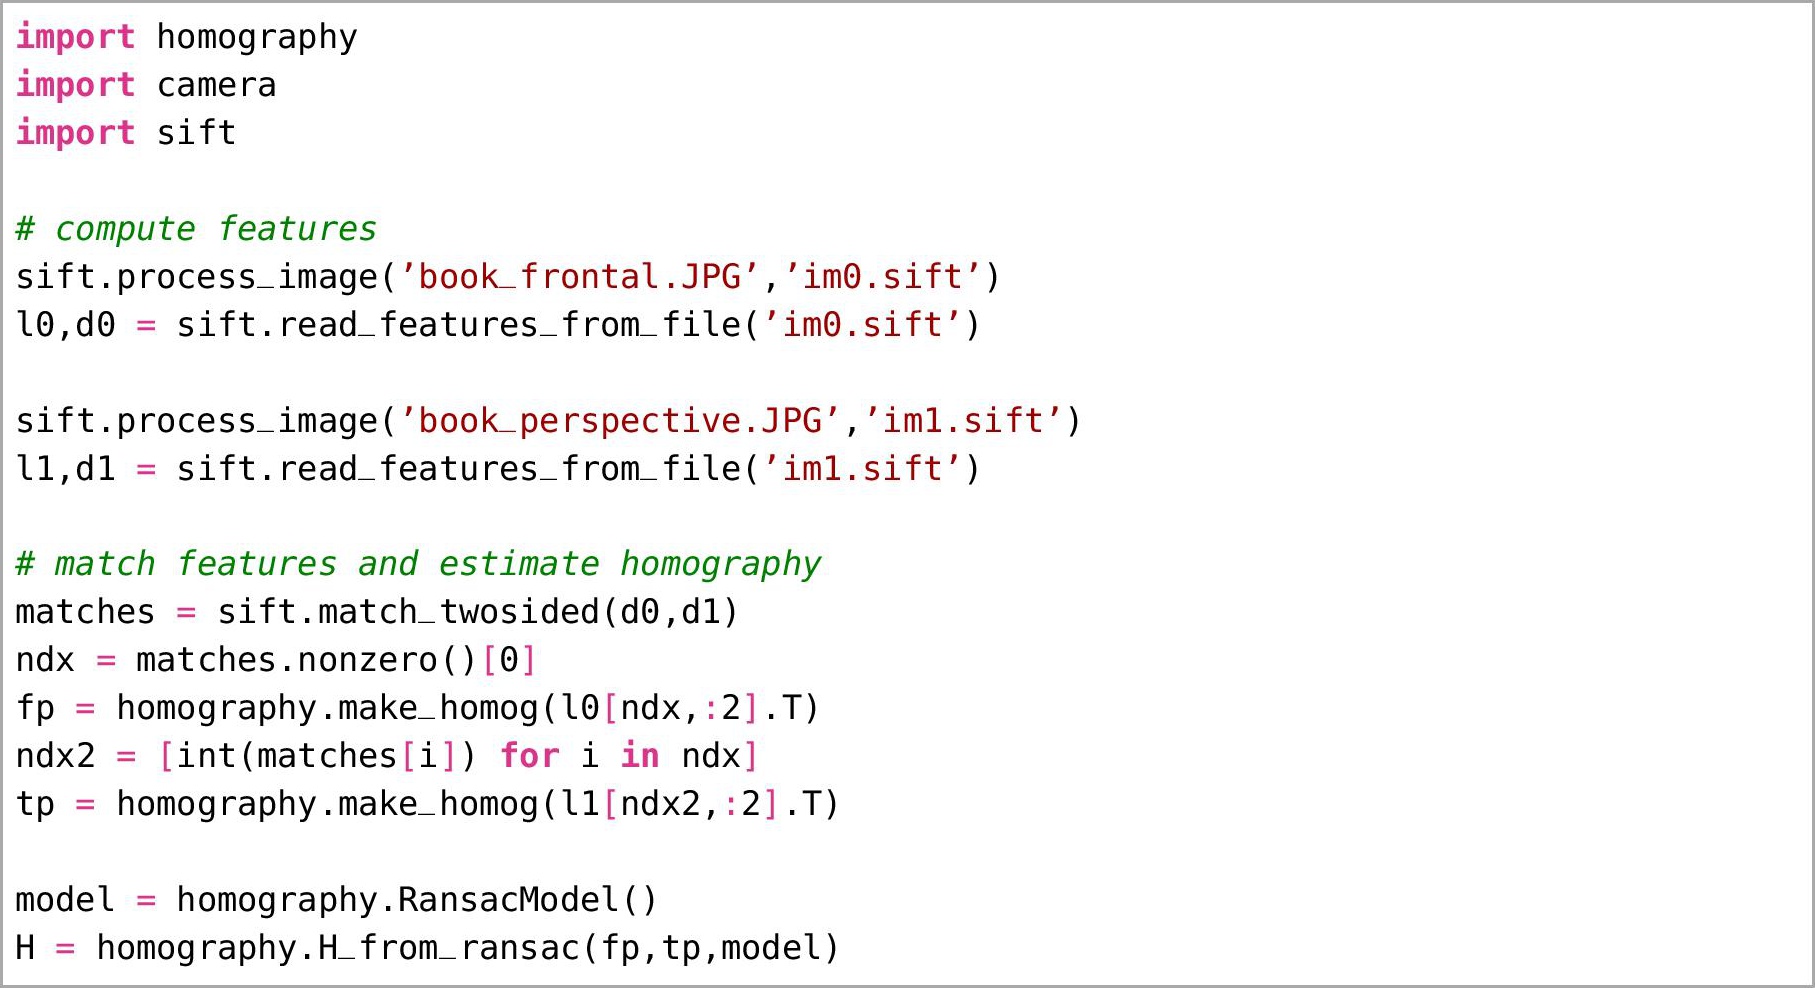 import homography
import camera
import sift
# compute features
sift.process_image(’book_frontal.JPG’,’im0.sift’)
l0,d0 = sift.read_features_from_file(’im0.sift’)
sift.process_image(’book_perspective.JPG’,’im1.sift’)
l1,d1 = sift.read_features_from_file(’im1.sift’)
# match features and estimate homography
matches = sift.match_twosided(d0,d1)
ndx = matches.nonzero()[0]
fp = homography.make_homog(l0[ndx,:2].T)
ndx2 = [int(matches[i]) for i in ndx]
tp = homography.make_homog(l1[ndx2,:2].T)
model = homography.RansacModel()
H = homography.H_from_ransac(fp,tp,model)